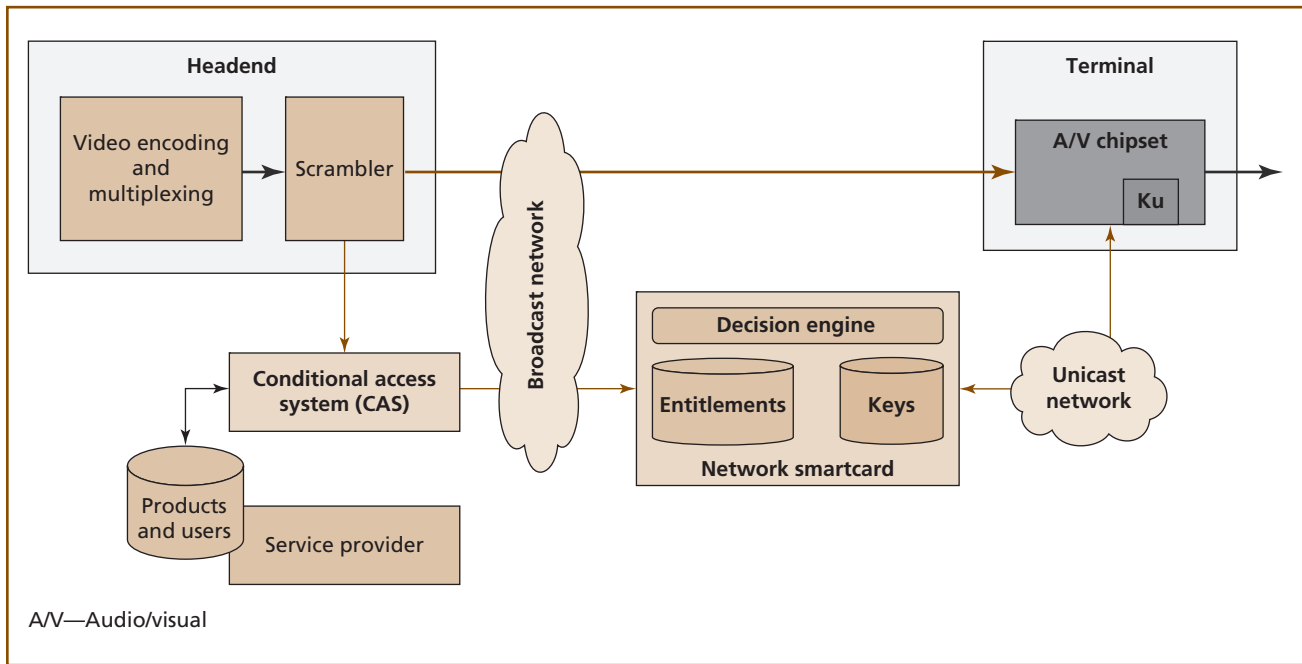 Headend
Video encoding
and
multiplexing
Scrambler
Broadcast network
Terminal
A/V chipset
Ku
Conditional access
system (CAS)
Decision engine
Entitlements
Keys
Network smartcard
Unicast
network
Products
and users
Service provider
A/V—Audio/visual